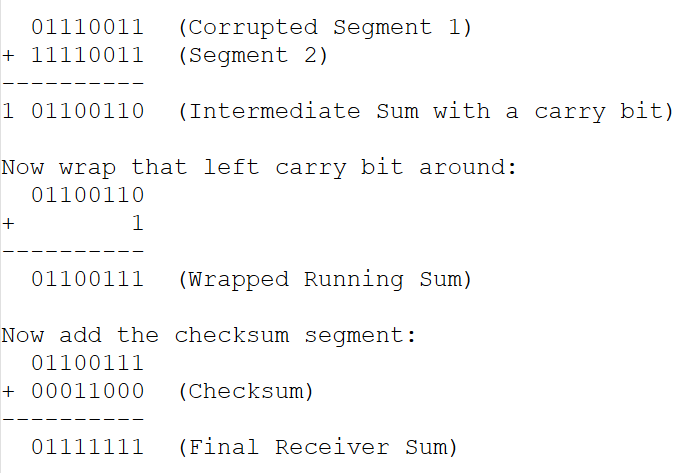 01110011  (Corrupted Segment 1)
+ 11110011  (Segment 2)
----------
1 01100110  (Intermediate Sum with a carry bit)
Now wrap that left carry bit around:
  01100110
+        1
----------
  01100111  (Wrapped Running Sum)
Now add the checksum segment:
  01100111
+ 00011000  (Checksum)
----------
  01111111  (Final Receiver Sum)